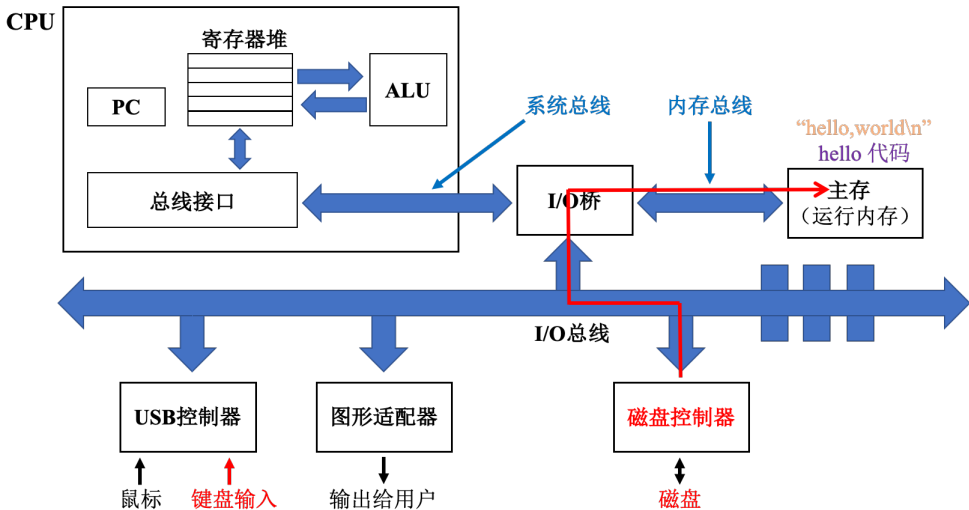 CPU
寄存器堆
PC
ALU
总线接口
系统总线
内存总线
“hello,world\n”
hello 代码
I/O桥
主存
（运行内存）
I/O总线
USB控制器
图形适配器
磁盘控制器
鼠标
键盘输入
输出给用户
磁盘